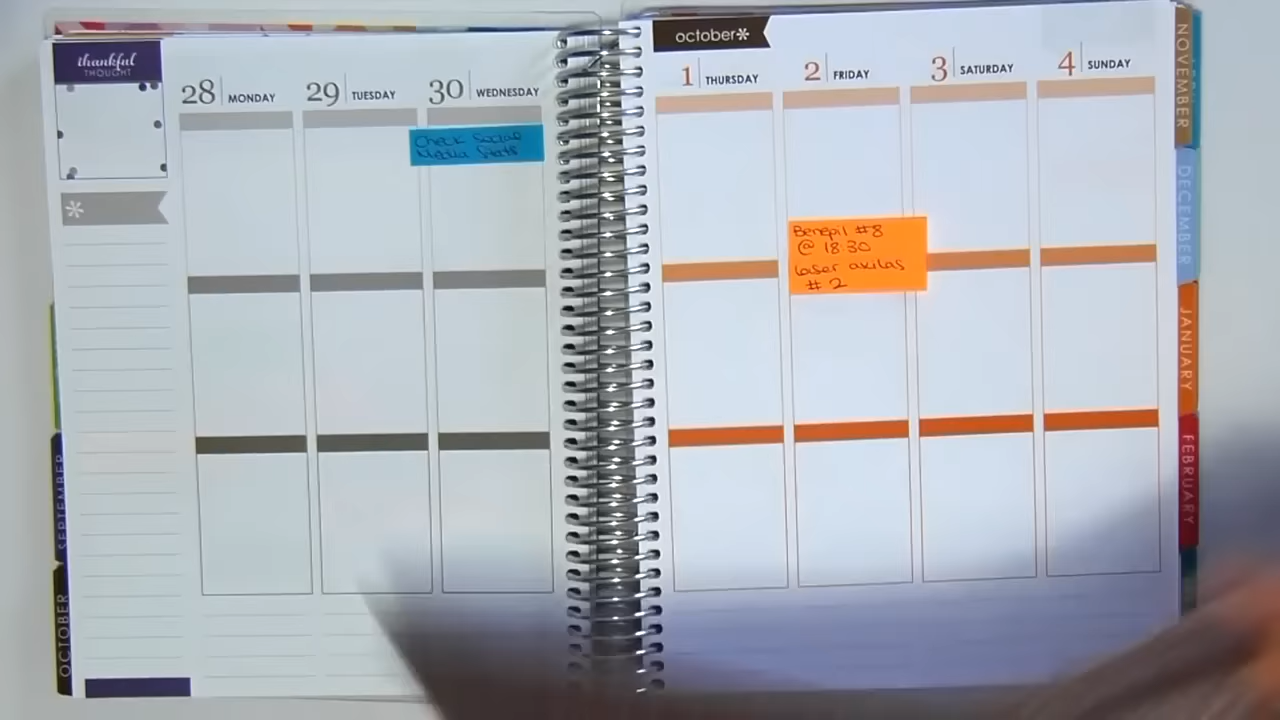 thankful
THOUGHT
28 MONDAY
29 TUESDAY
30 WEDNESDAY
Check Social
Media Stats
october*
1 THURSDAY
2 FRIDAY
3 SATURDAY
4 SUNDAY
Benepil #8
@ 18:30
laser axilas
# 2
SEPTEMBER
OCTOBER
NOVEMBER
DECEMBER
JANUARY
FEBRUARY